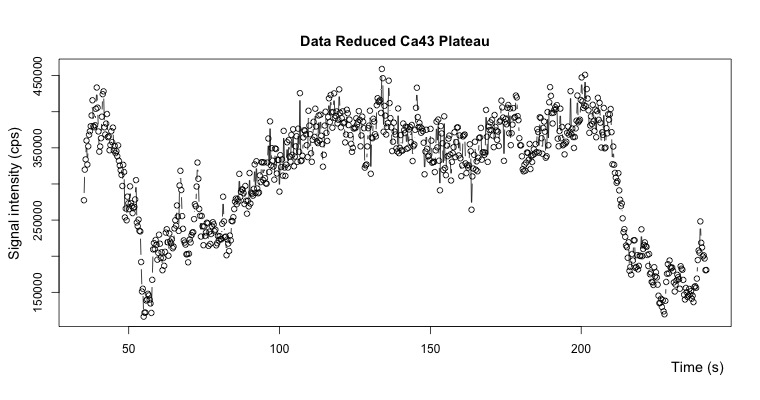 Data Reduced Ca43 Plateau
Signal intensity (cps)
450000
350000
250000
150000
50
100
150
200
Time (s)